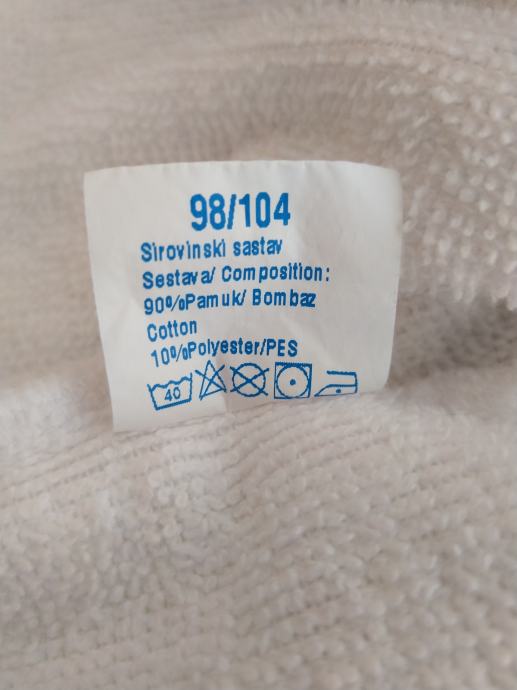 98/104
Sirovinski sastav
Sestava/ Composition:
90%Pamuk/ Bombaz
Cotton
10%Polyester/PES
40